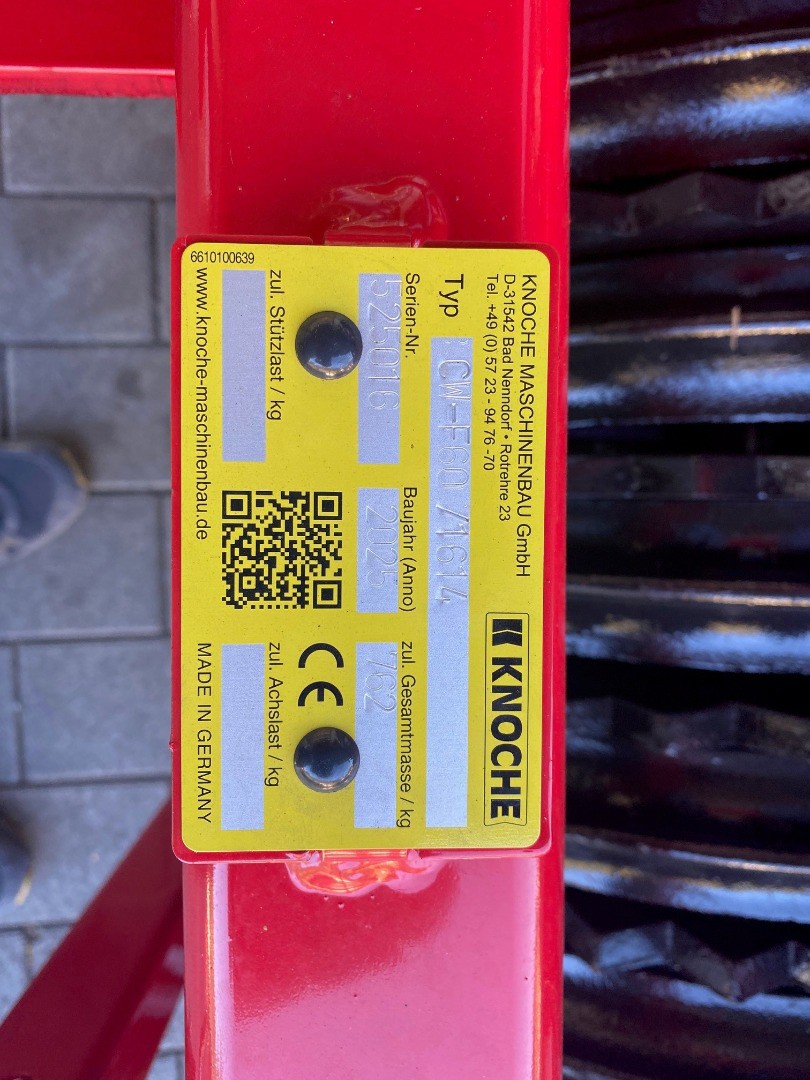 KNOCHE MASCHINENBAU GmbH
D-31542 Bad Nenndorf • Rotrehre 23
Tel. +49 (0) 57 23 - 94 76 -70
KNOCHE
Typ CW-F60 /1614
Serien-Nr. Baujahr (Anno) zul. Gesamtmasse / kg
525016 2025 762
CE
zul. Stützlast / kg zul. Achslast / kg
www.knoche-maschinenbau.de MADE IN GERMANY
6610100639